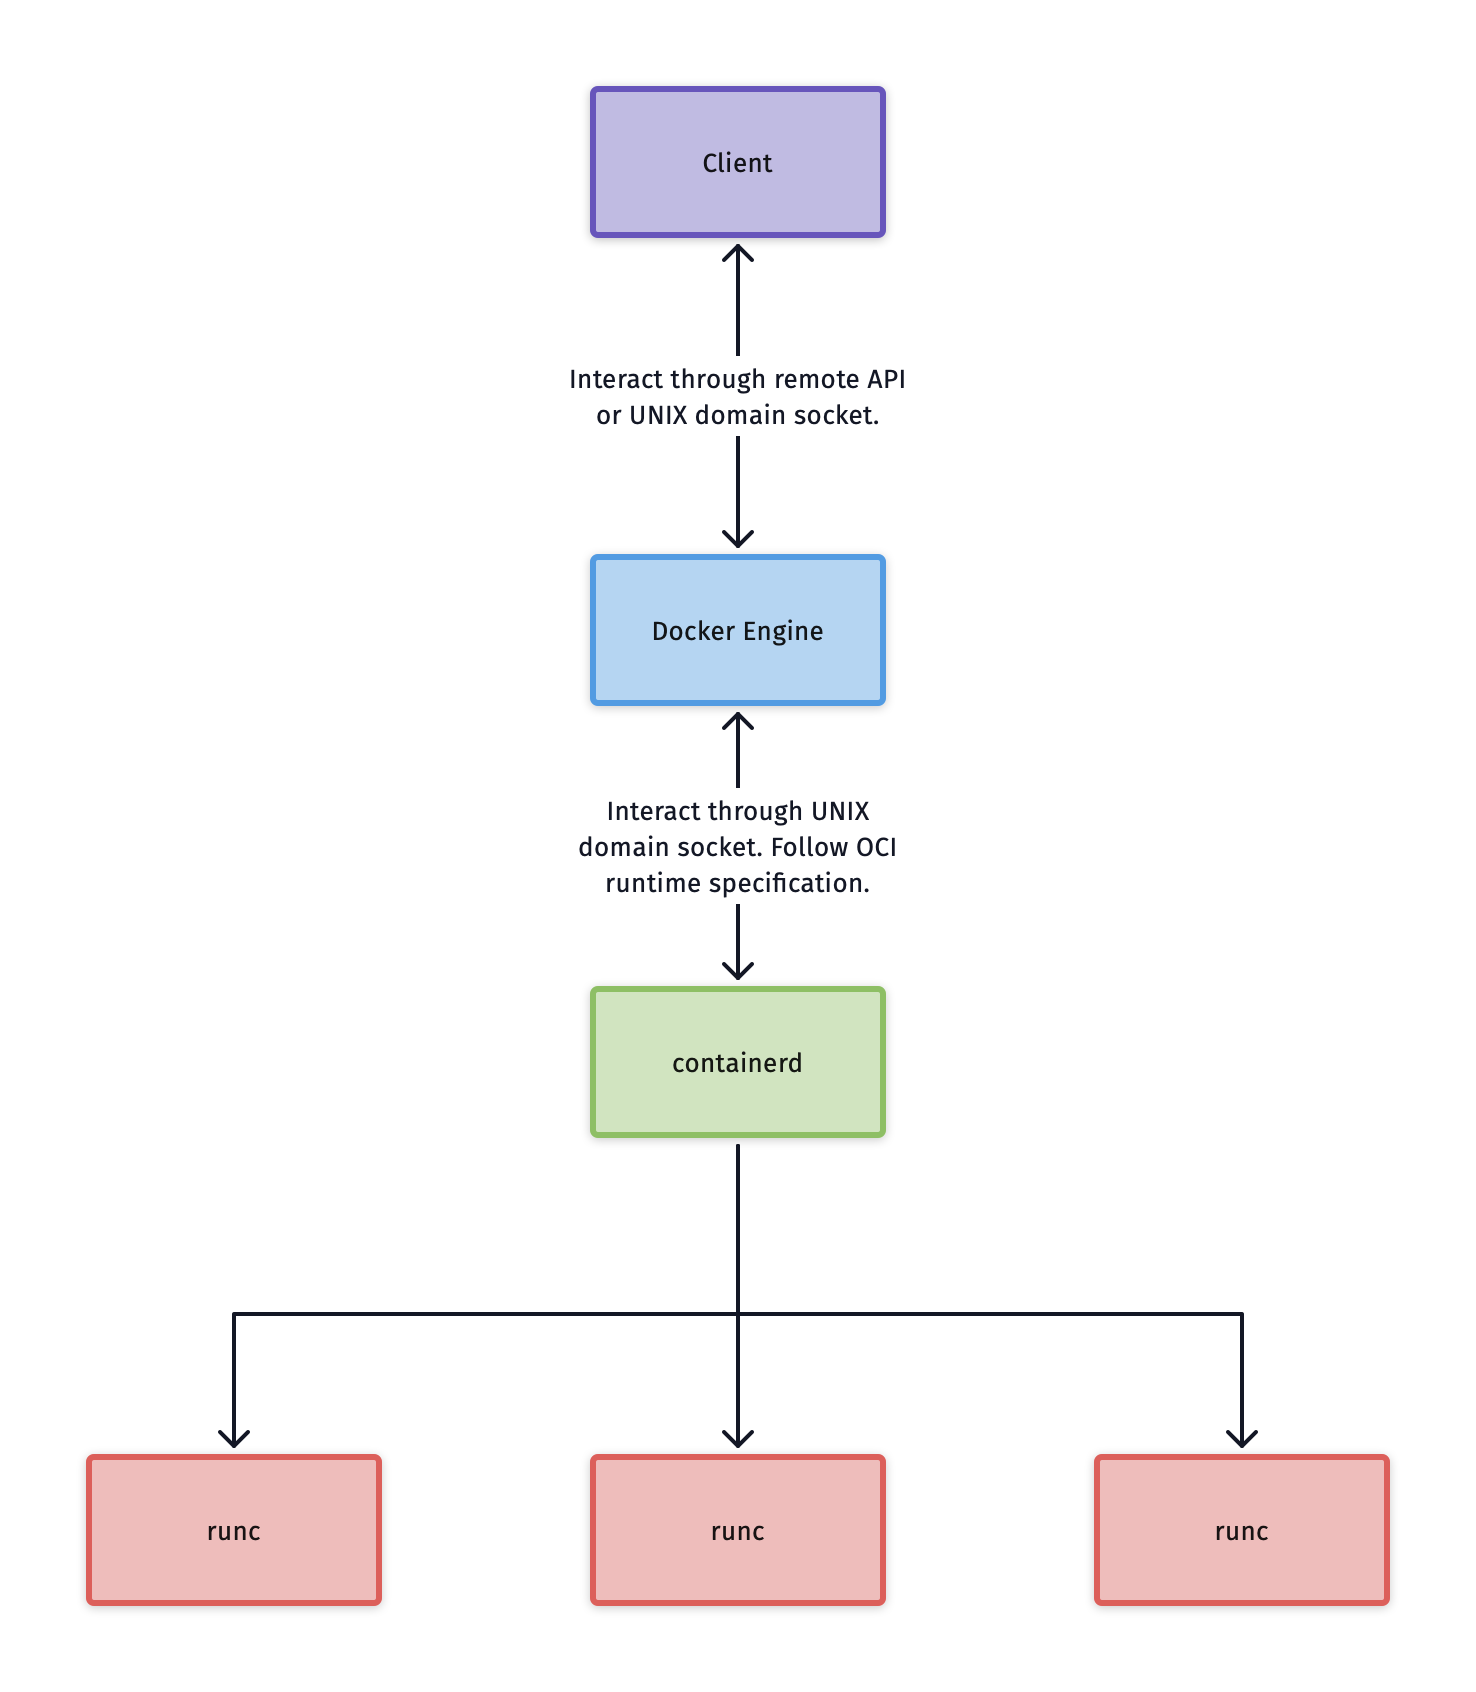 Client
Interact through remote API
or UNIX domain socket.
Docker Engine
Interact through UNIX
domain socket. Follow OCI
runtime specification.
containerd
runc
runc
runc